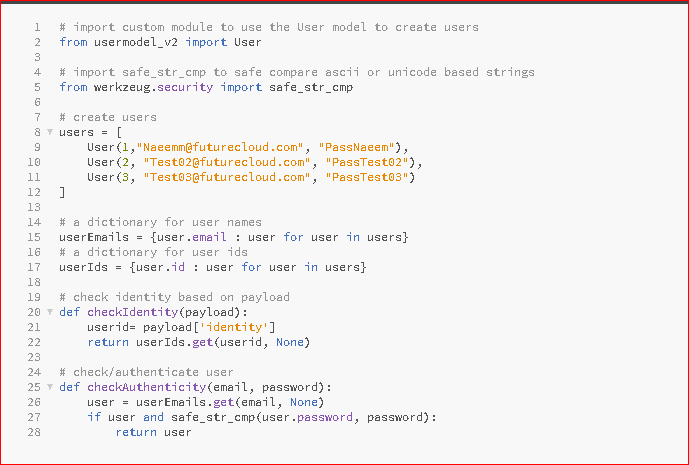 1 # import custom module to use the User model to create users
2 from usermodel_v2 import User
3
4 # import safe_str_cmp to safe compare ascii or unicode based strings
5 from werkzeug.security import safe_str_cmp
6
7 # create users
8 users = [
9     User(1,"Naeemm@futurecloud.com", "PassNaeem"),
10     User(2, "Test02@futurecloud.com", "PassTest02"),
11     User(3, "Test03@futurecloud.com", "PassTest03")
12 ]
13
14 # a dictionary for user names
15 userEmails = {user.email : user for user in users}
16 # a dictionary for user ids
17 userIds = {user.id : user for user in users}
18
19 # check identity based on payload
20 def checkIdentity(payload):
21     userid= payload['identity']
22     return userIds.get(userid, None)
23
24 # check/authenticate user
25 def checkAuthenticity(email, password):
26     user = userEmails.get(email, None)
27     if user and safe_str_cmp(user.password, password):
28         return user